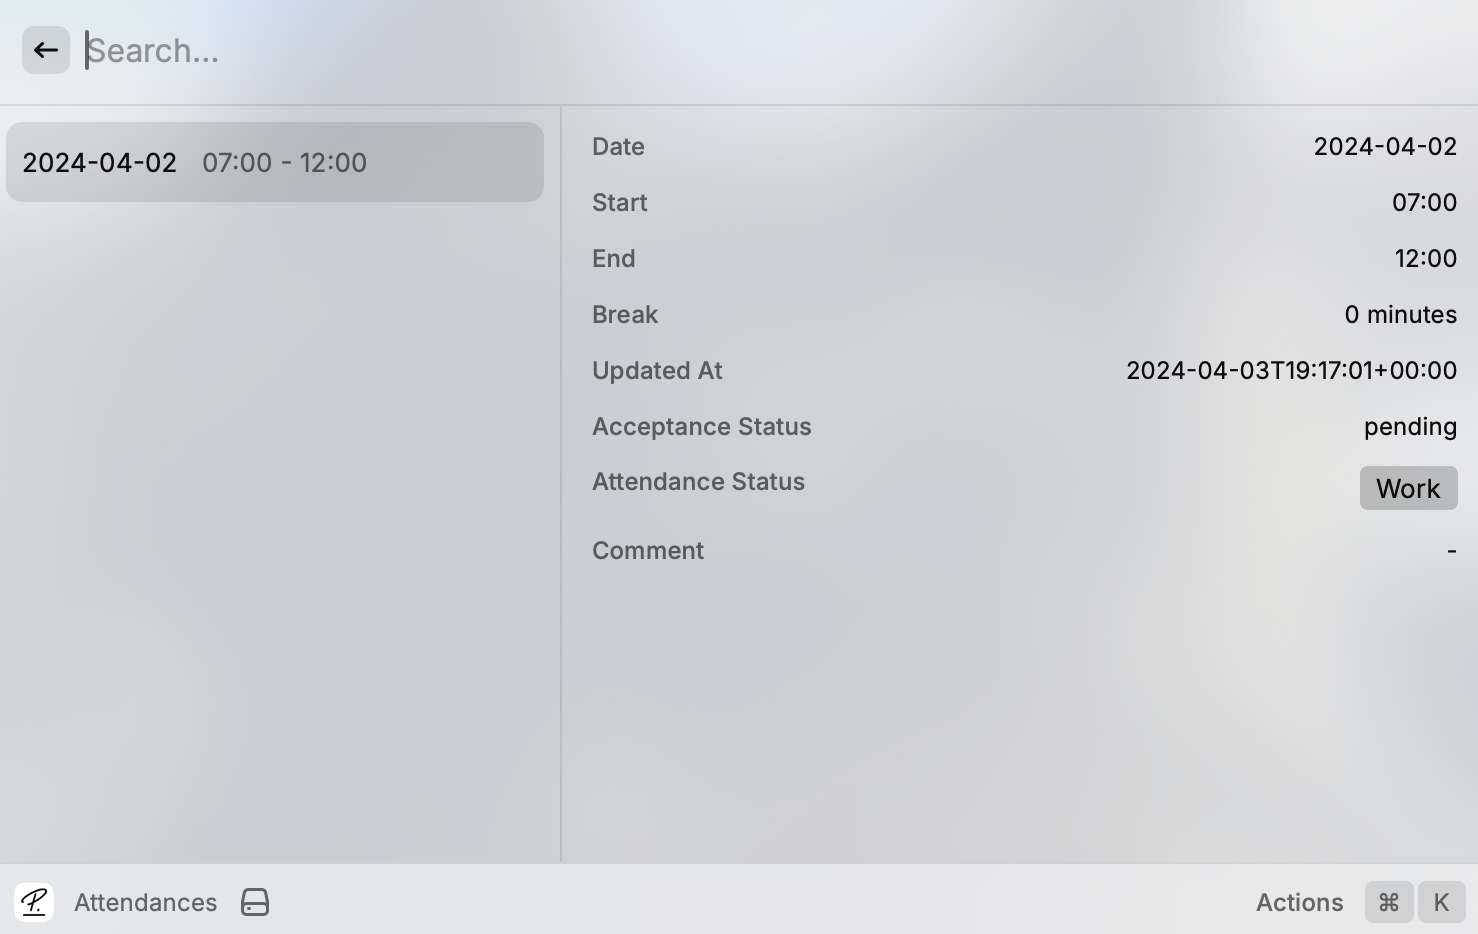 Search...
2024-04-02 07:00 - 12:00
Date 2024-04-02
Start 07:00
End 12:00
Break 0 minutes
Updated At 2024-04-03T19:17:01+00:00
Acceptance Status pending
Attendance Status Work
Comment -
P. Attendances Actions ⌘ K